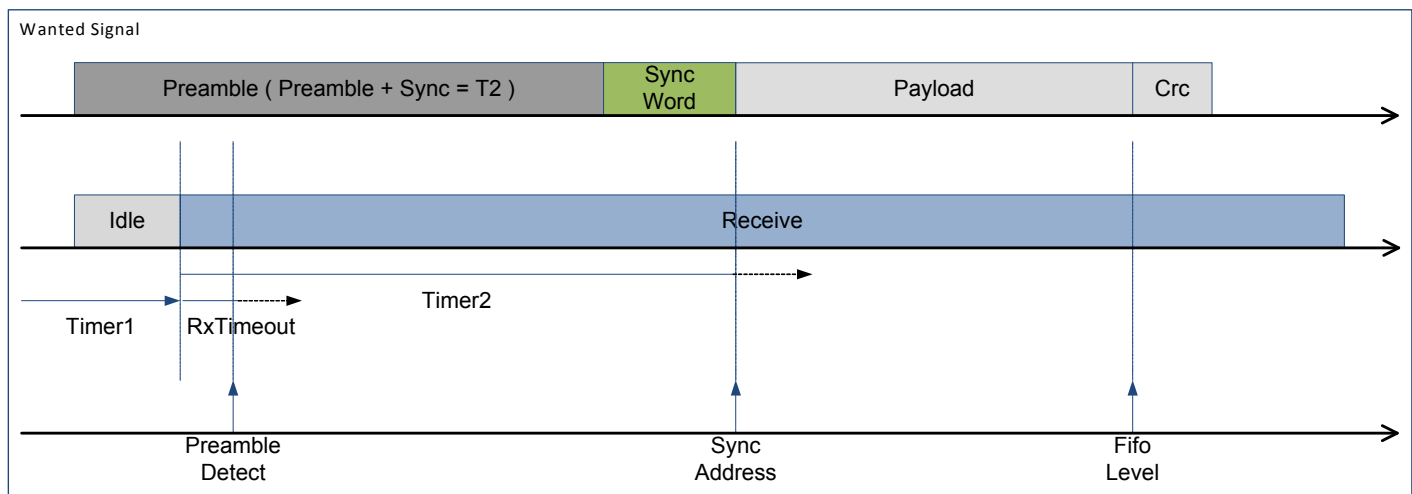 Wanted Signal
Preamble ( Preamble + Sync = T2 )
Sync
Word
Payload
Crc
Idle
Receive
Timer2
Timer1
RxTimeout
Preamble
Detect
Sync
Address
Fifo
Level